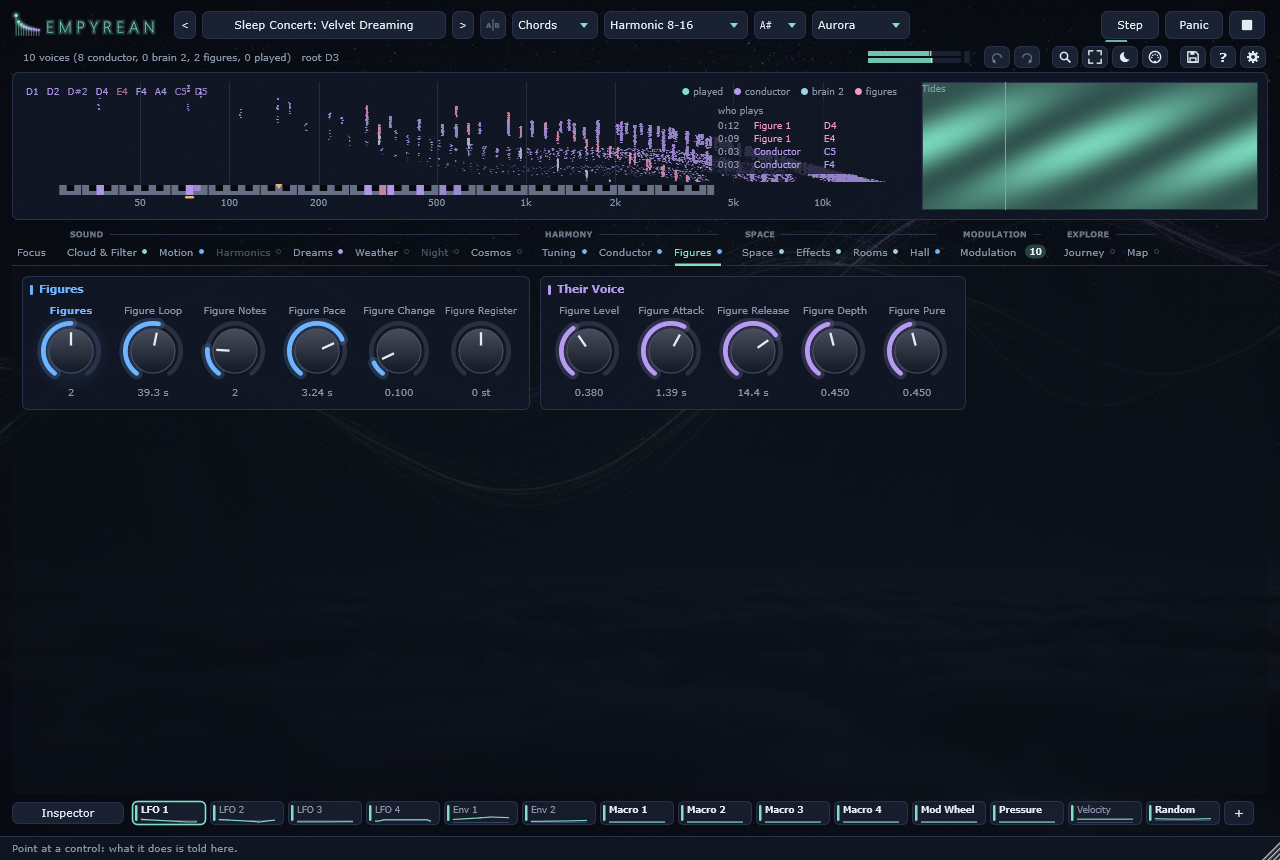 EMPYREAN
< Sleep Concert: Velvet Dreaming > A|B Chords Harmonic 8-16 A# Aurora Step Panic
10 voices (8 conductor, 0 brain 2, 2 figures, 0 played) root D3
?
D1 D2 D#2 D4 E4 F4 A4 C5
played conductor brain 2 figures
Tides
who plays
0:12 Figure 1 D4
0:09 Figure 1 E4
0:03 Conductor C5
0:03 Conductor F4
50 100 200 500 1k 2k 5k 10k
SOUND HARMONY SPACE MODULATION EXPLORE
Focus Cloud & Filter Motion Harmonics Dreams Weather Night Cosmos Tuning Conductor Figures Space Effects Rooms Hall Modulation 10 Journey Map
Figures
Figures Figure Loop Figure Notes Figure Pace Figure Change Figure Register
2 39.3 s 2 3.24 s 0.100 0 st
Their Voice
Figure Level Figure Attack Figure Release Figure Depth Figure Pure
0.380 1.39 s 14.4 s 0.450 0.450
Inspector LFO 1 LFO 2 LFO 3 LFO 4 Env 1 Env 2 Macro 1 Macro 2 Macro 3 Macro 4 Mod Wheel Pressure Velocity Random +
Point at a control: what it does is told here.